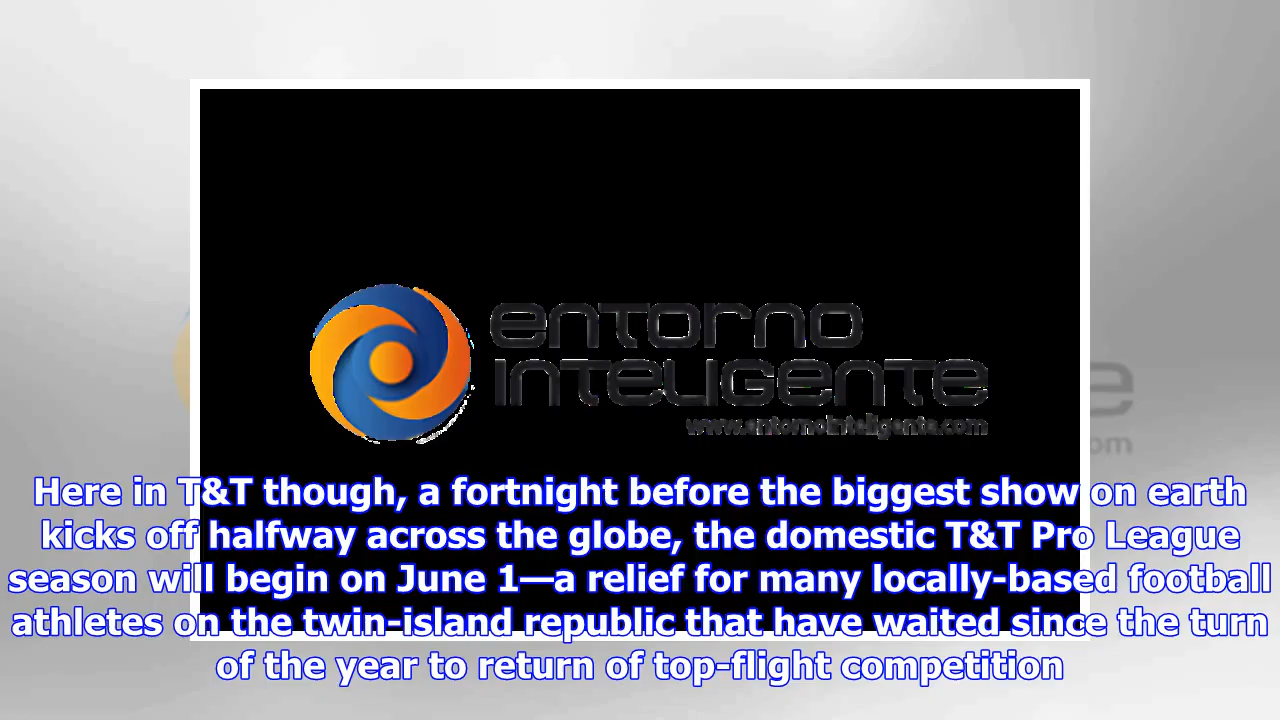 entorno
inteligente
www.entornointeligente.com
e
om
Here in T&T though, a fortnight before the biggest show on earth
kicks off halfway across the globe, the domestic T&T Pro League
season will begin on June 1—a relief for many locally-based football
athletes on the twin-island republic that have waited since the turn
of the year to return of top-flight competition